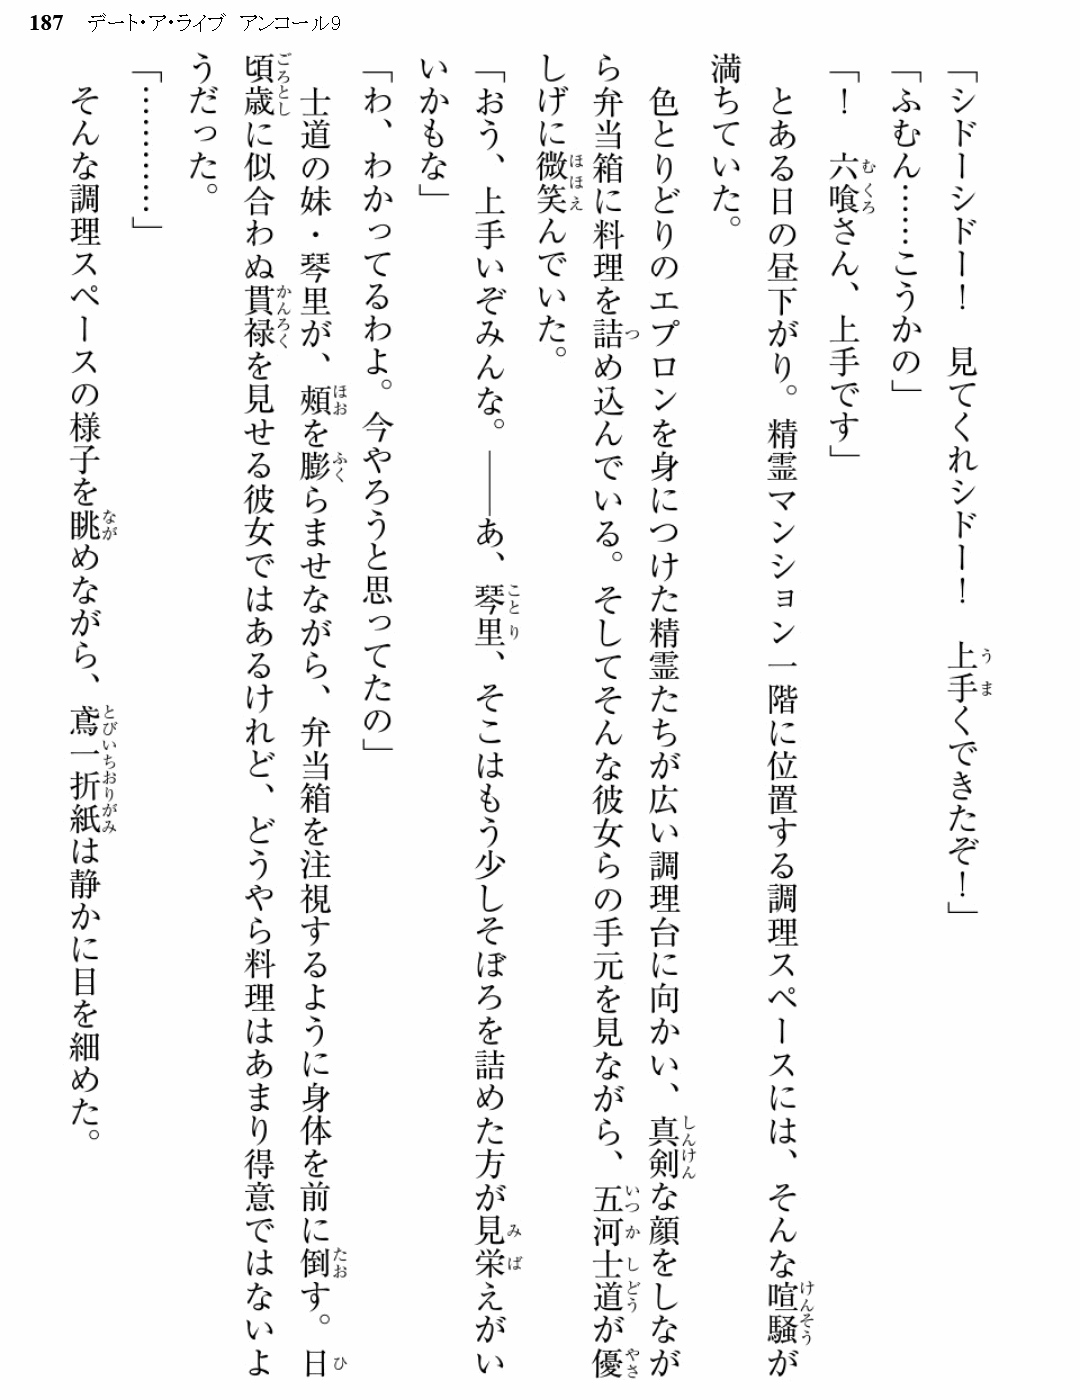 187 デート・ア・ライブ アンコール9
「シドーシドー！　見てくれシドー！　上手くできたぞ！」
「ふむん……こうかの」
「！　六喰さん、上手です」
　とある日の昼下がり。精霊マンション一階に位置する調理スペースには、そんな喧騒が
満ちていた。
　色とりどりのエプロンを身につけた精霊たちが広い調理台に向かい、真剣な顔をしなが
ら弁当箱に料理を詰め込んでいる。そしてそんな彼女らの手元を見ながら、五河士道が優
しげに微笑んでいた。
「おう、上手いぞみんな。――あ、琴里、そこはもう少しそぼろを詰めた方が見栄えがい
いかもな」
「わ、わかってるわよ。今やろうと思ってたの」
　士道の妹・琴里が、頰を膨らませながら、弁当箱を注視するように身体を前に倒す。日
頃歳に似合わぬ貫禄を見せる彼女ではあるけれど、どうやら料理はあまり得意ではないよ
うだった。
「…………」
　そんな調理スペースの様子を眺めながら、鳶一折紙は静かに目を細めた。